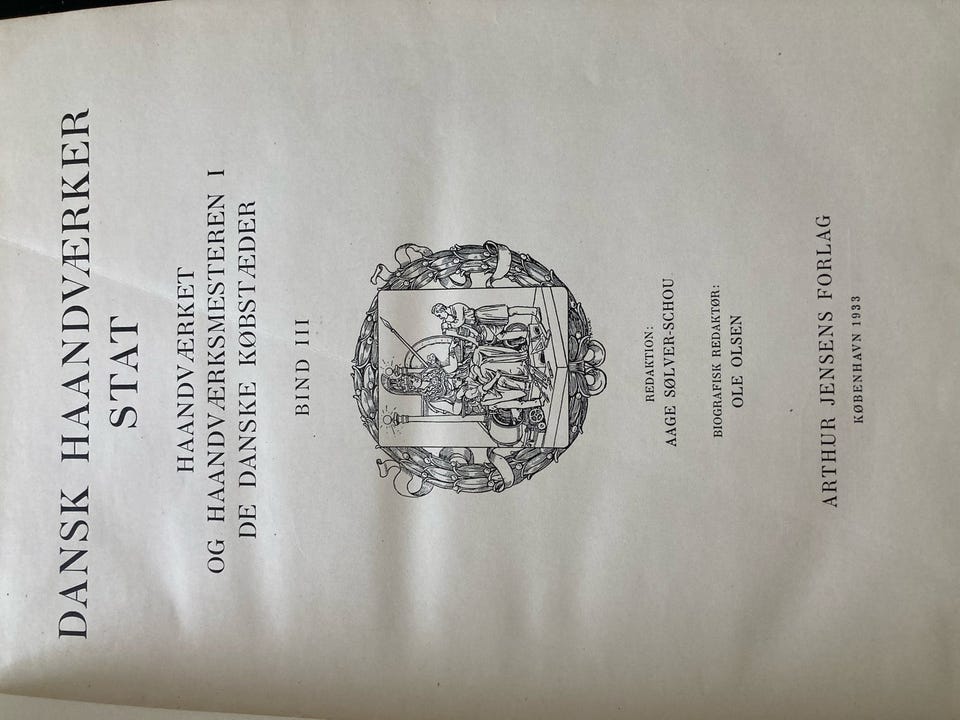 DANSK HAANDVÆRKER
STAT
HAANDVÆRKET
OG HAANDVÆRKSMESTEREN I
DE DANSKE KØBSTÆDER
BIND III
REDAKTION:
AAGE SØLVER-SCHOU
BIOGRAFISK REDAKTØR:
OLE OLSEN
ARTHUR JENSENS FORLAG
KØBENHAVN 1933